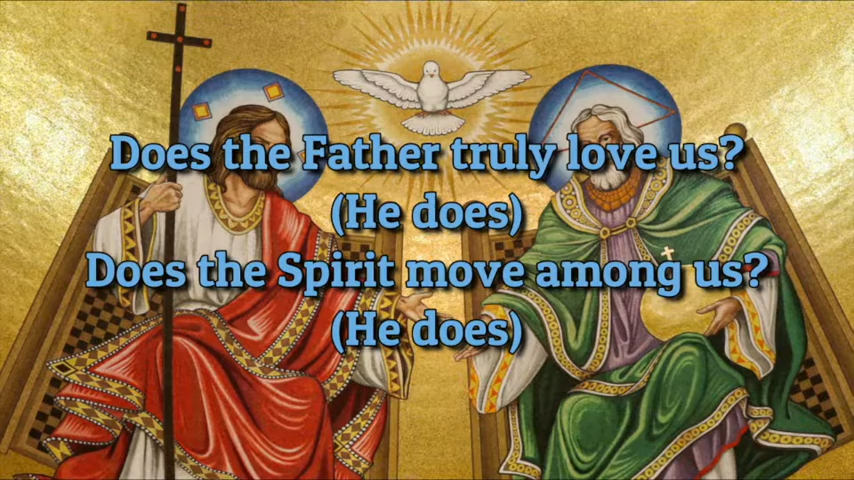 Does the Father truly love us?
(He does)
Does the Spirit move among us?
(He does)